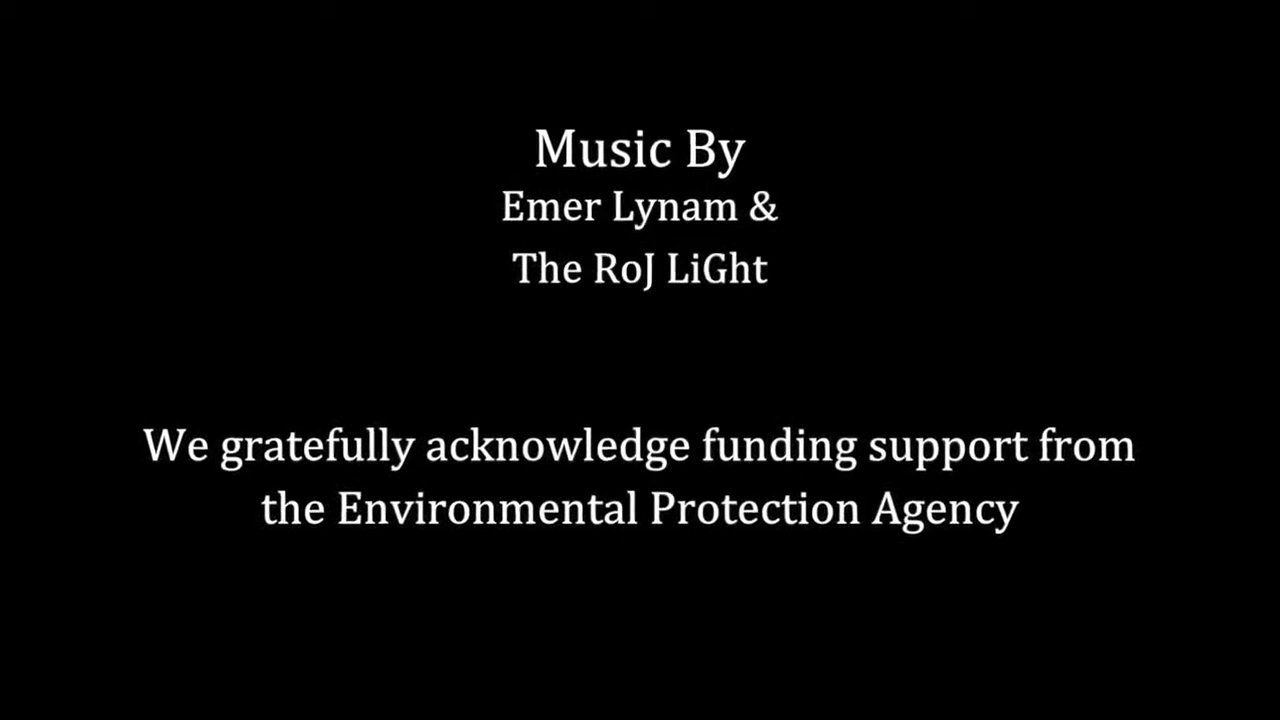 Music By
Emer Lynam &
The RoJ LiGht
We gratefully acknowledge funding support from
the Environmental Protection Agency